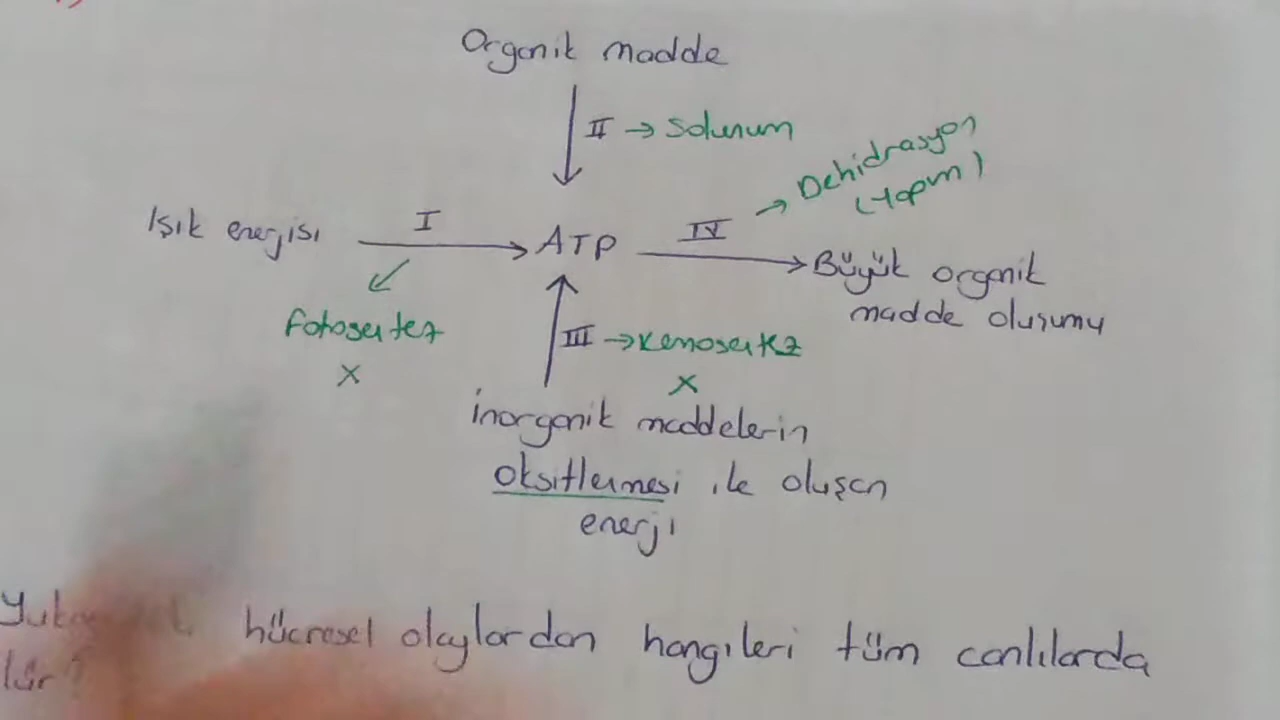 Organik madde
II → Solunum
→ Dehidrasyon
(Yapım)
Işık enerjisi I ATP IV Büyük organik
madde oluşumu
Fotosentez
x
III → Kemosentez
x
İnorganik maddelerin
oksitlenmesi ile oluşan
enerji
hücresel olaylardan hangileri tüm canlılarda